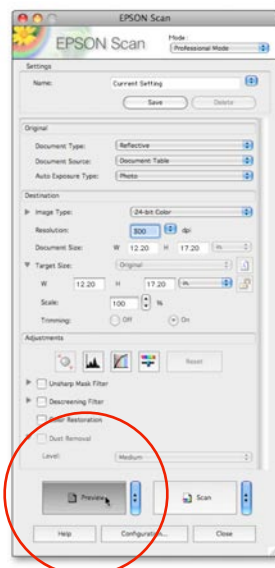 EPSON Scan
EPSON Scan
Mode:
Professional Mode
Settings
Name:
Current Setting
Save
Delete
Original
Document Type:
Reflective
Document Source:
Document Table
Auto Exposure Type:
Photo
Destination
Image Type:
24-bit Color
Resolution:
800
dpi
Document Size:
W 12.20 H 17.20 in.
Target Size:
Original
W 12.20 H 17.20 in.
Scale:
100 %
Trimming:
Off
On
Adjustments
Reset
Unsharp Mask Filter
Descreening Filter
Color Restoration
Dust Removal
Level:
Medium
Preview
Scan
Help
Configuration...
Close